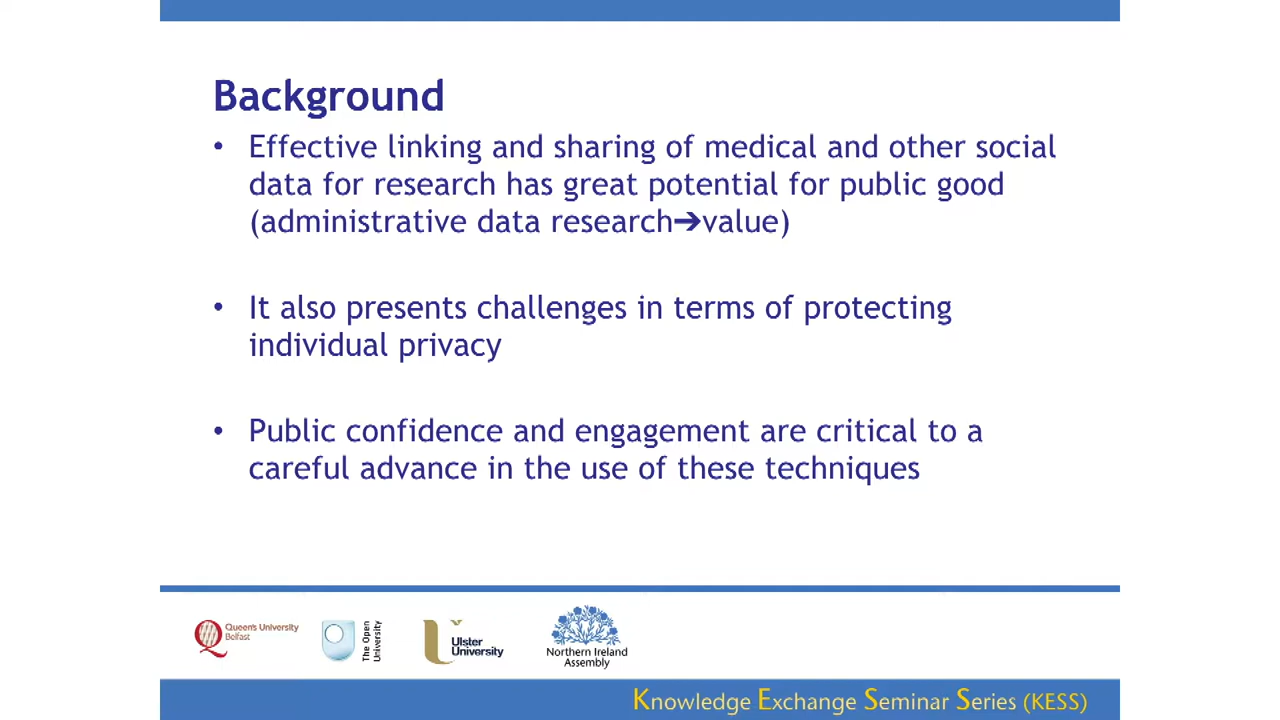 Background
• Effective linking and sharing of medical and other social
data for research has great potential for public good
(administrative data research➔value)
• It also presents challenges in terms of protecting
individual privacy
• Public confidence and engagement are critical to a
careful advance in the use of these techniques
Queen's University
Belfast
The Open
University
Ulster
University
Northern Ireland
Assembly
Knowledge Exchange Seminar Series (KESS)